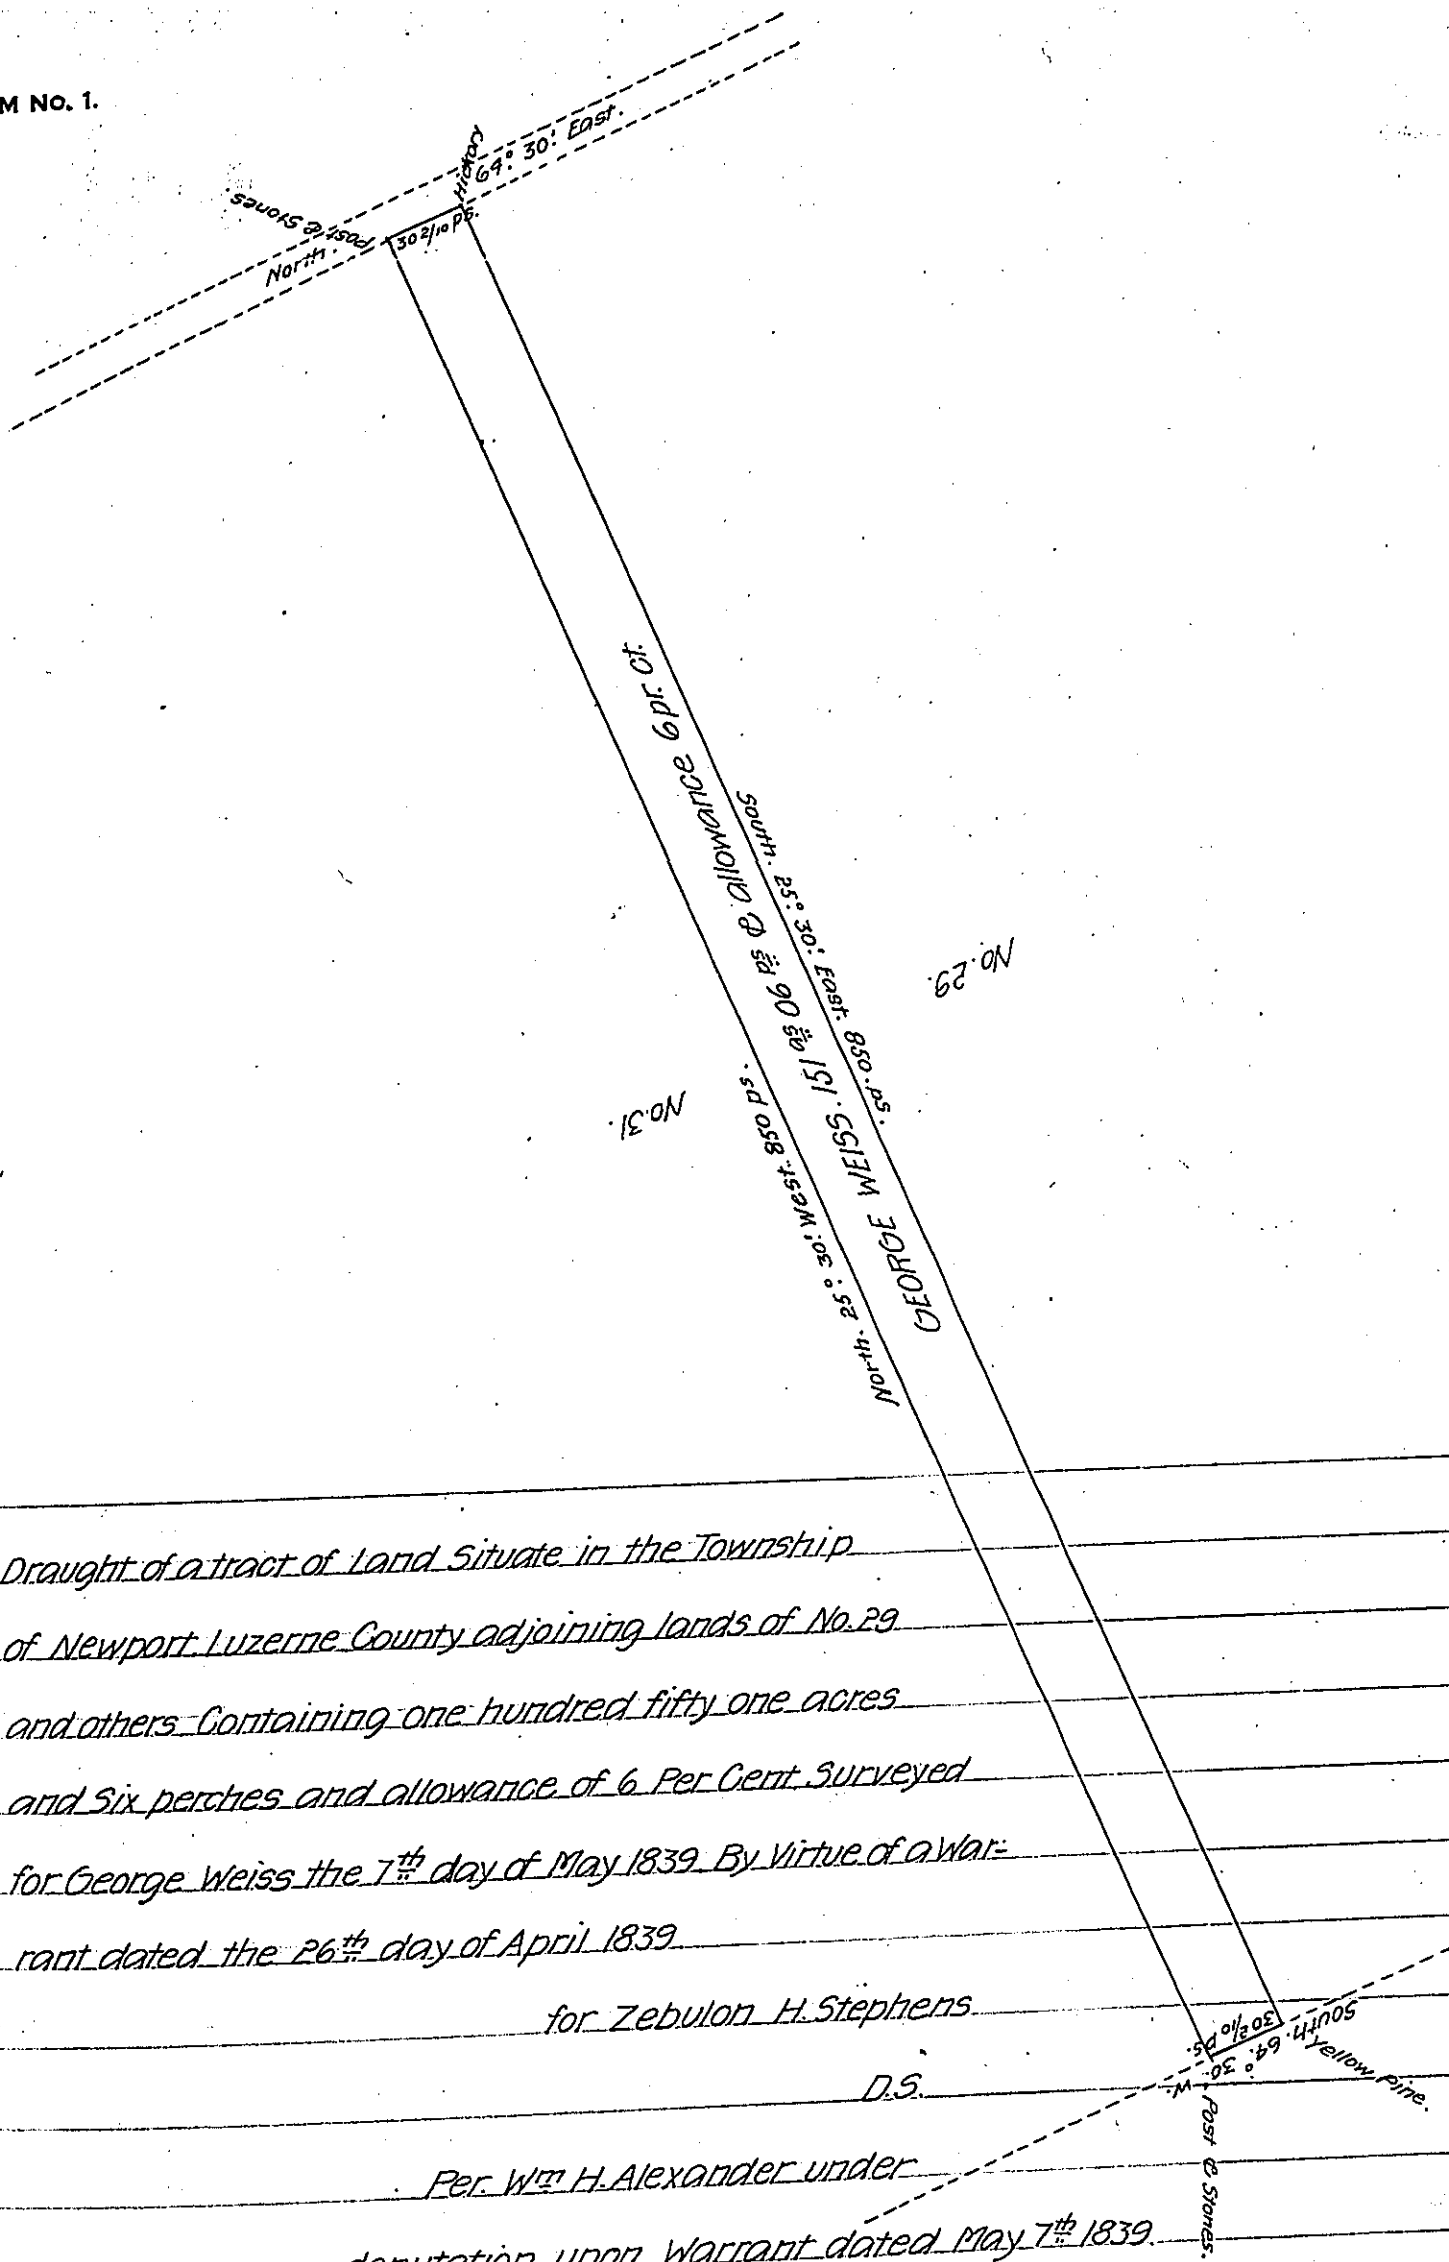 M No. 1.
Hickory
64° 30' East.
Post & Stones.
North.
30 2/10 ps.
GEORGE WEISS. 151 as 06 ps & allowance 6 pr. ct.
South. 25° 30' East. 850. ps.
No. 29.
No. 31.
North. 25° 30' West. 850 ps.
Draught of a tract of Land Situate in the Township
of Newport Luzerne County adjoining lands of No. 29
and others Containing one hundred fifty one acres
and Six perches and allowance of 6 Per Cent Surveyed
for George Weiss the 7th day of May 1839 By Virtue of a War=
rant dated the 26th day of April 1839
for Zebulon H. Stephens
D.S.
Per. Wm H. Alexander under
deputation upon Warrant dated May 7th 1839.
30 2/10 ps.
South. 64° 30' W.
Yellow Pine.
Post & Stones.